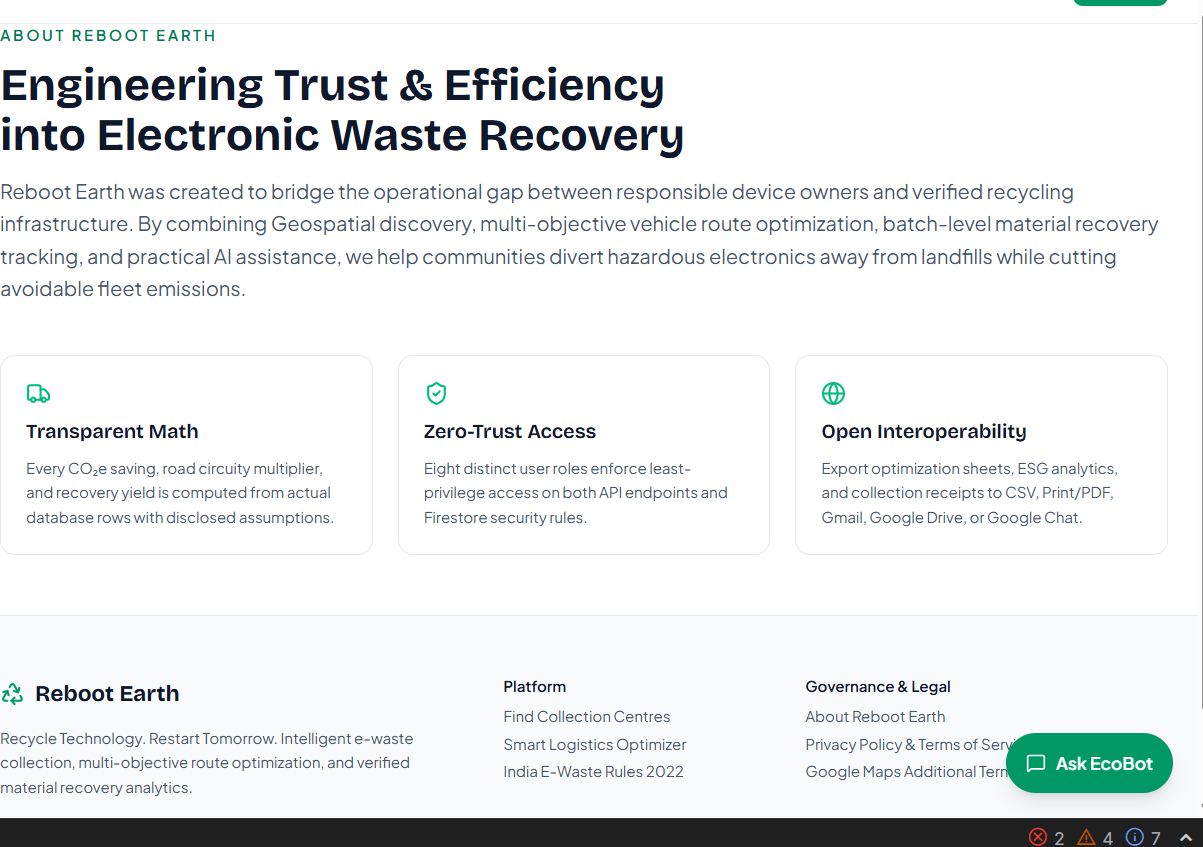 ABOUT REBOOT EARTH
Engineering Trust & Efficiency
into Electronic Waste Recovery
Reboot Earth was created to bridge the operational gap between responsible device owners and verified recycling
infrastructure. By combining Geospatial discovery, multi-objective vehicle route optimization, batch-level material recovery
tracking, and practical AI assistance, we help communities divert hazardous electronics away from landfills while cutting
avoidable fleet emissions.
Transparent Math
Every CO₂e saving, road circuity multiplier,
and recovery yield is computed from actual
database rows with disclosed assumptions.
Zero-Trust Access
Eight distinct user roles enforce least-
privilege access on both API endpoints and
Firestore security rules.
Open Interoperability
Export optimization sheets, ESG analytics,
and collection receipts to CSV, Print/PDF,
Gmail, Google Drive, or Google Chat.
Reboot Earth
Recycle Technology. Restart Tomorrow. Intelligent e-waste
collection, multi-objective route optimization, and verified
material recovery analytics.
Platform
Find Collection Centres
Smart Logistics Optimizer
India E-Waste Rules 2022
Governance & Legal
About Reboot Earth
Privacy Policy & Terms of
Google Maps Additional
Ask EcoBot
2 4 7